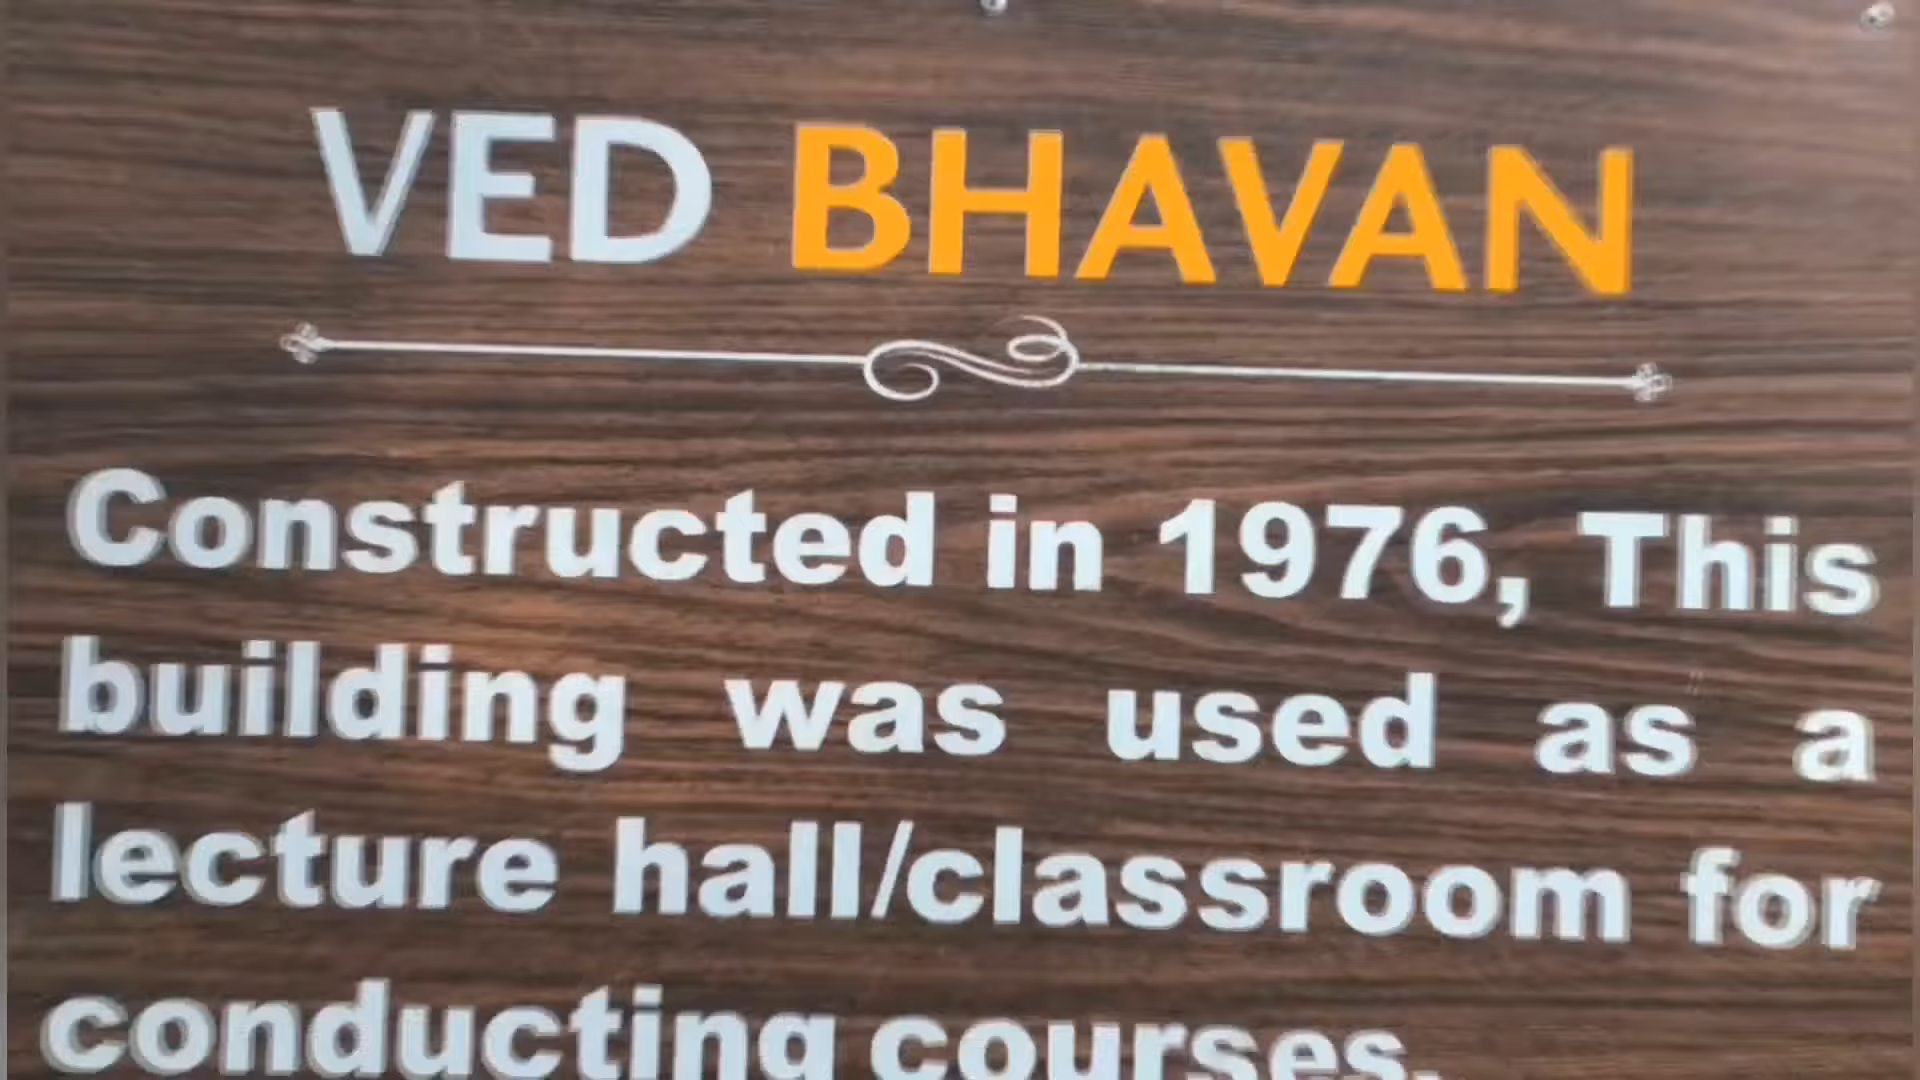 VED BHAVAN
Constructed in 1976, This
building was used as a
lecture hall/classroom for
conducting courses.